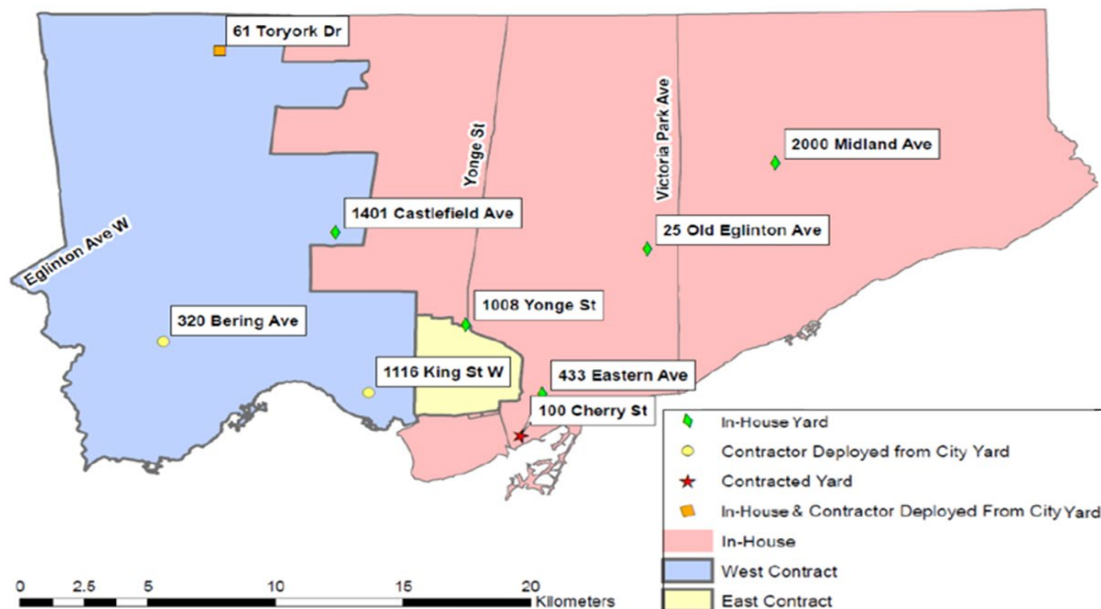 61 Toryork Dr
Yonge St
Victoria Park Ave
2000 Midland Ave
1401 Castlefield Ave
25 Old Eglinton Ave
Eglinton Ave W
1008 Yonge St
320 Bering Ave
1116 King St W
433 Eastern Ave
100 Cherry St
In-House Yard
Contractor Deployed from City Yard
Contracted Yard
In-House & Contractor Deployed From City Yard
In-House
West Contract
East Contract
0 2.5 5 10 15 20
Kilometers